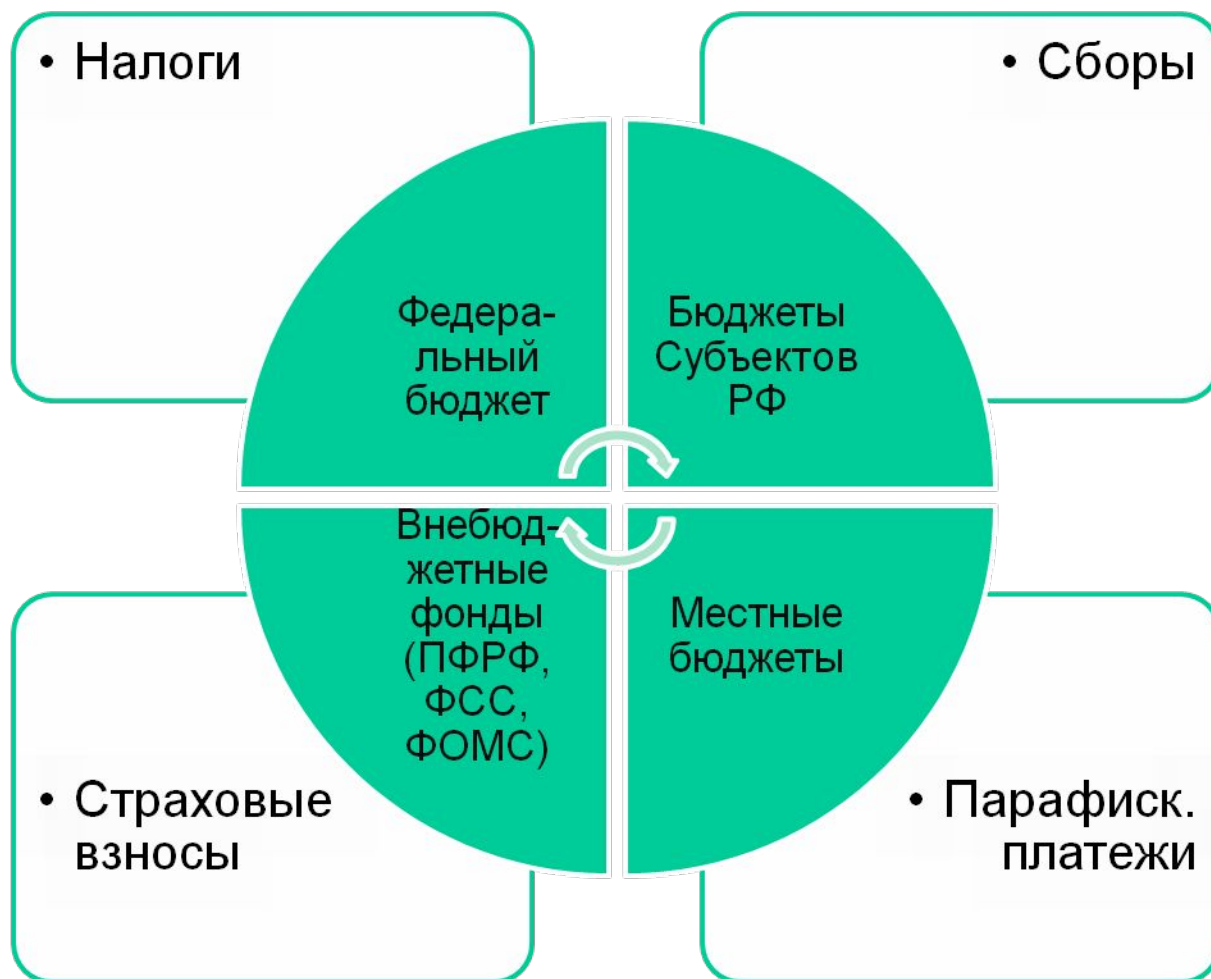 • Налоги
• Сборы
Федера-
льный
бюджет
Бюджеты
Субъектов
РФ
Внебюд-
жетные
фонды
(ПФРФ,
ФСС,
ФОМС)
Местные
бюджеты
• Страховые
взносы
• Парафиск.
платежи